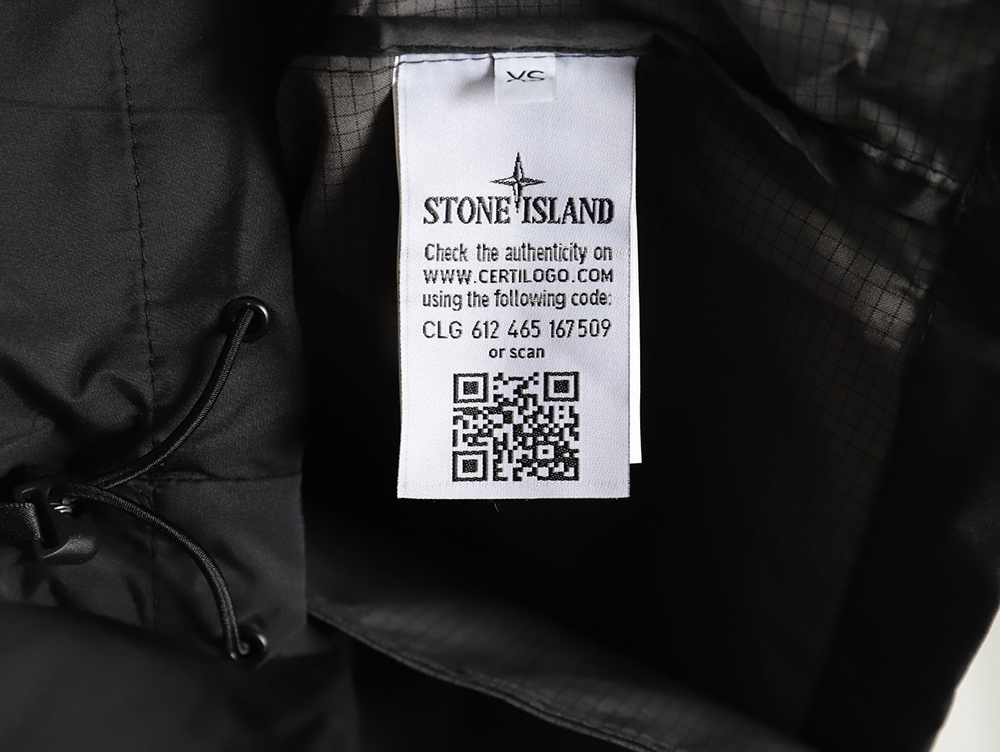 XS
STONE ISLAND
Check the authenticity on
WWW.CERTILOGO.COM
using the following code:
CLG 612 465 167509
or scan